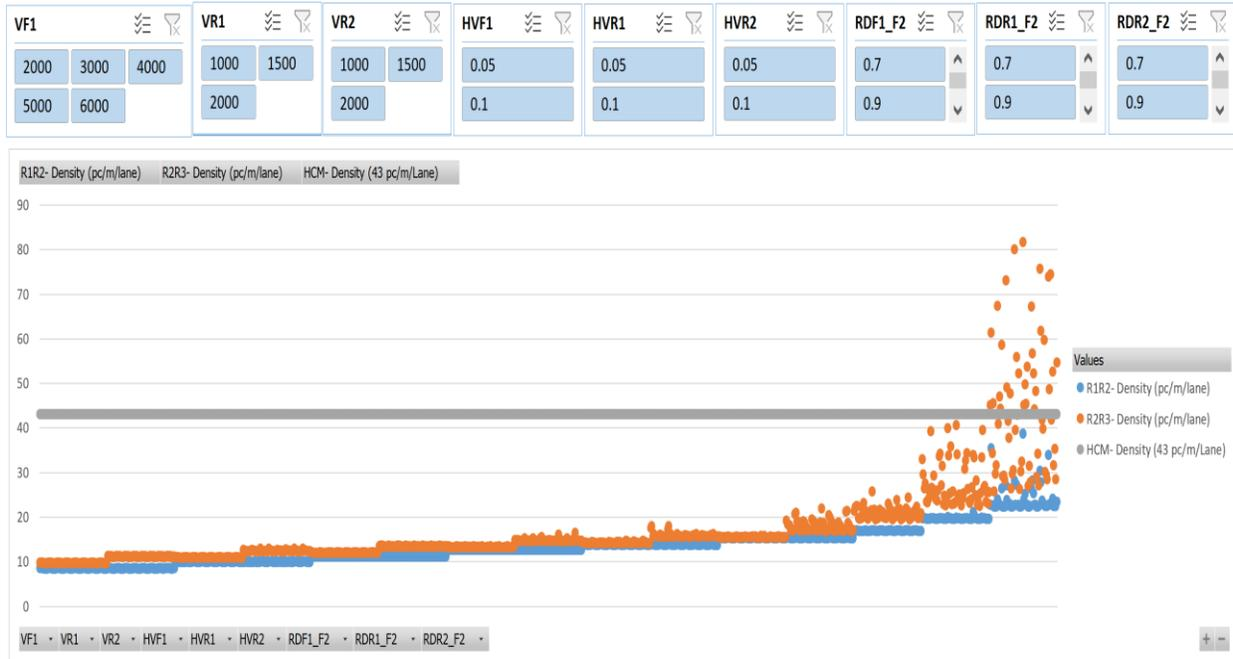 VF1 VR1 VR2 HVF1 HVR1 HVR2 RDF1_F2 RDR1_F2 RDR2_F2
2000 3000 4000 1000 1500 1000 1500 0.05 0.05 0.05 0.7 0.7 0.7
5000 6000 2000 2000 0.1 0.1 0.1 0.9 0.9 0.9
R1R2- Density (pc/m/lane) R2R3- Density (pc/m/lane) HCM- Density (43 pc/m/Lane)
90
80
70
60
50
40
30
20
10
0
Values
R1R2- Density (pc/m/lane)
R2R3- Density (pc/m/lane)
HCM- Density (43 pc/m/Lane)
VF1 VR1 VR2 HVF1 HVR1 HVR2 RDF1_F2 RDR1_F2 RDR2_F2
+ −